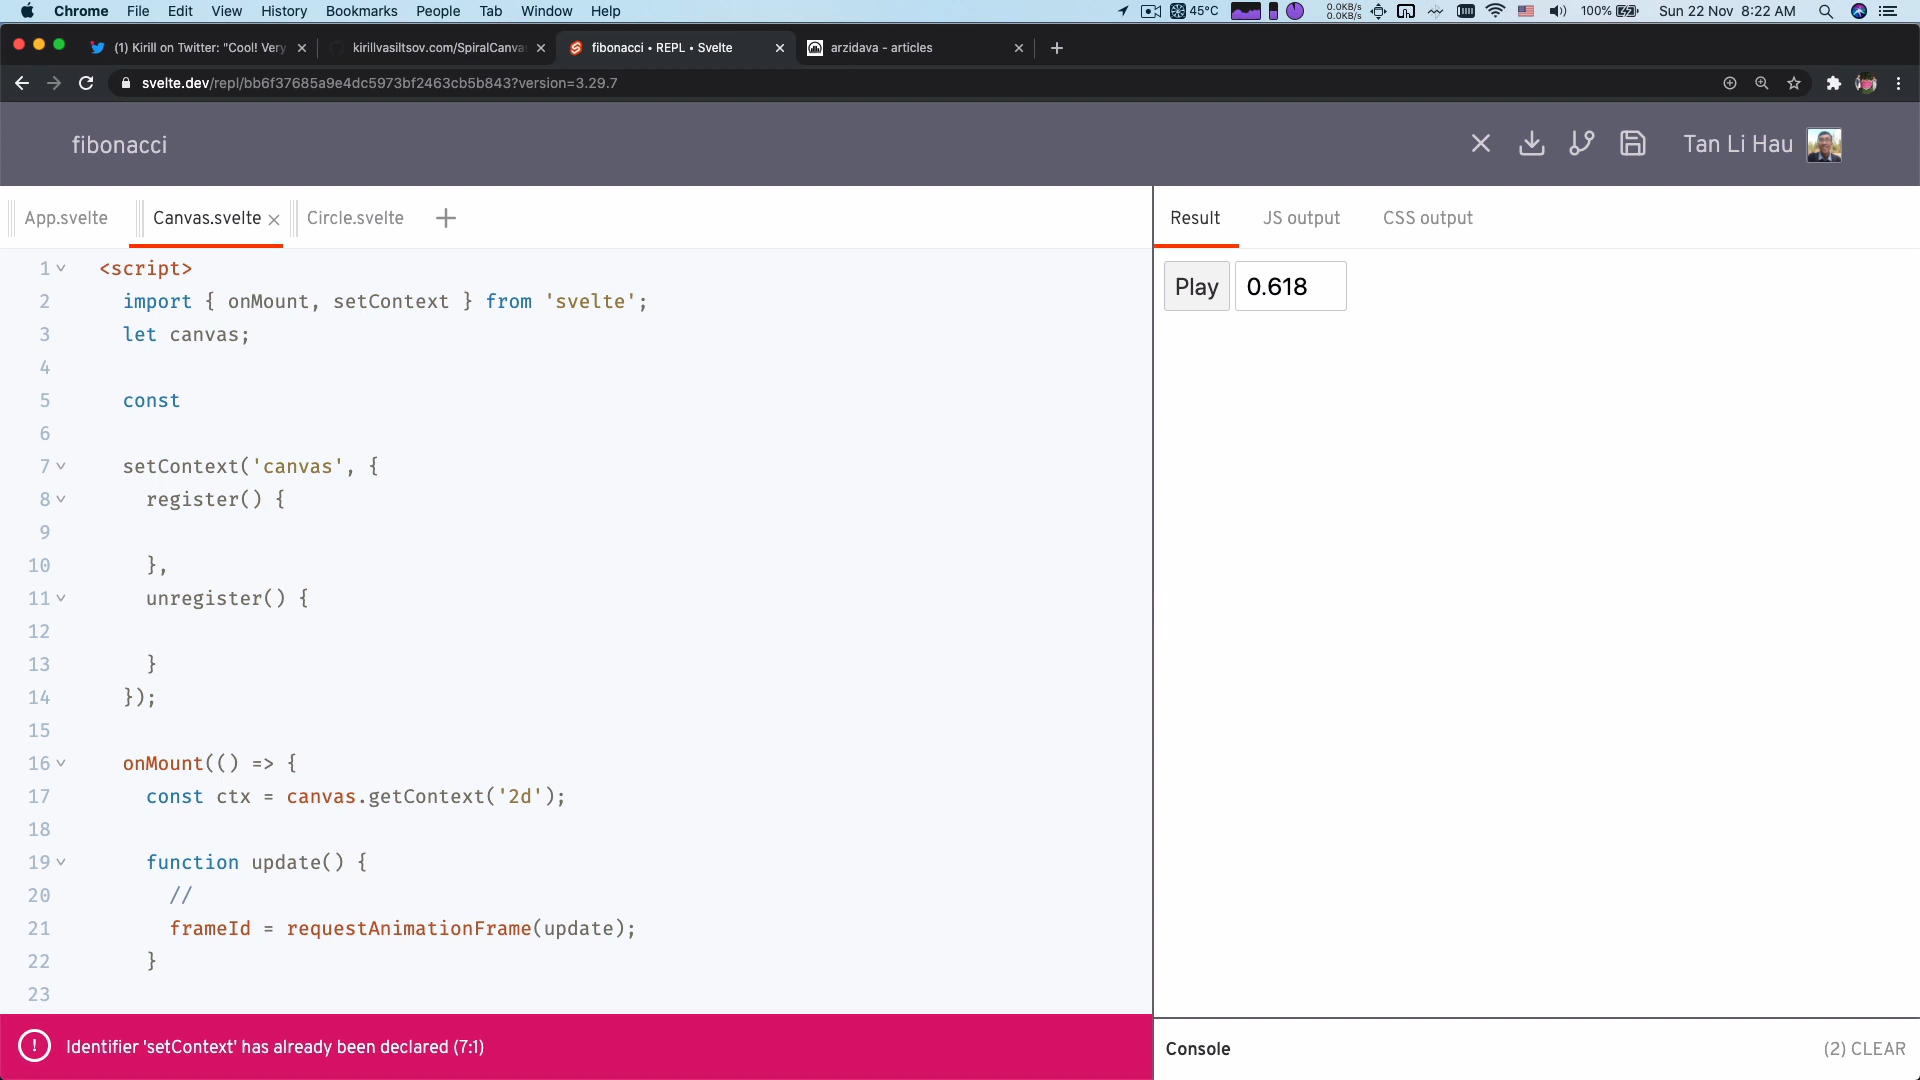 Chrome File Edit View History Bookmarks People Tab Window Help 45°C 0.0KB/s 0.0KB/s 100% Sun 22 Nov 8:22 AM
(1) Kirill on Twitter: "Cool! Very
kirillvasiltsov.com/SpiralCanva
fibonacci • REPL • Svelte
arzidava - articles
svelte.dev/repl/bb6f37685a9e4dc5973bf2463cb5b843?version=3.29.7
fibonacci
Tan Li Hau
App.svelte Canvas.svelte Circle.svelte
Result JS output CSS output
Play 0.618
1 <script>
2 import { onMount, setContext } from 'svelte';
3 let canvas;
4
5 const
6
7 setContext('canvas', {
8 register() {
9
10 },
11 unregister() {
12
13 }
14 });
15
16 onMount(() => {
17 const ctx = canvas.getContext('2d');
18
19 function update() {
20 //
21 frameId = requestAnimationFrame(update);
22 }
23
Identifier 'setContext' has already been declared (7:1)
Console (2) CLEAR